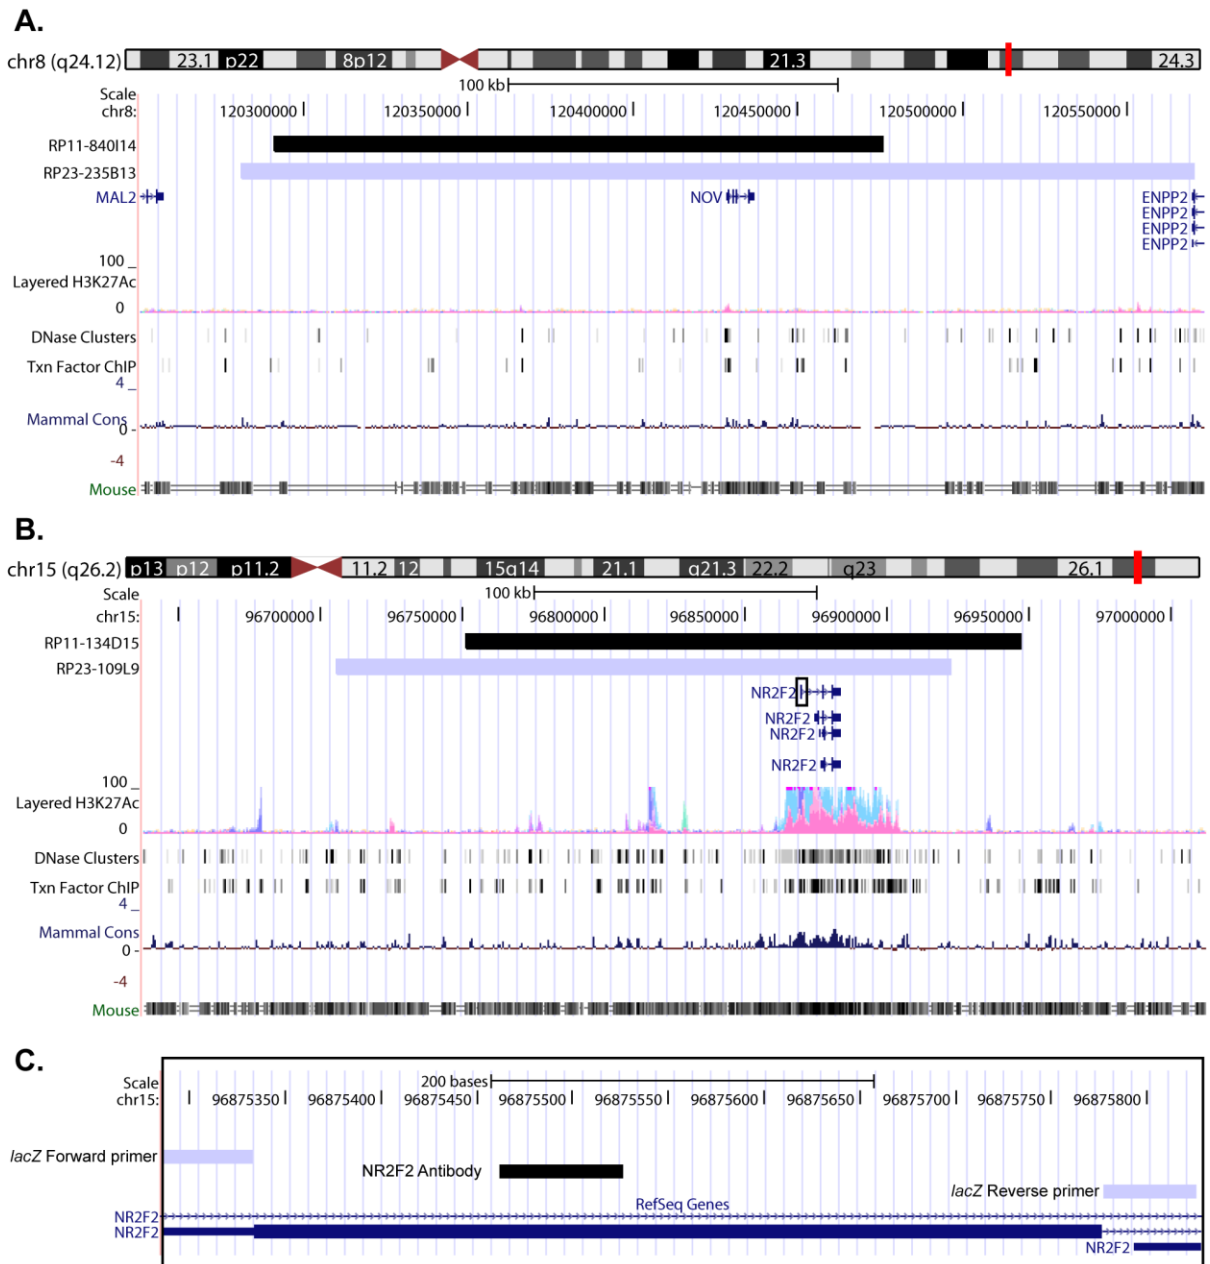 A.
chr8 (q24.12) 23.1 p22 8p12 21.3 24.3
Scale 100 kb
chr8: 120300000 120350000 120400000 120450000 120500000 120550000
RP11-840I14
RP23-235B13
MAL2 NOV ENPP2
ENPP2
ENPP2
ENPP2
100
Layered H3K27Ac
0
DNase Clusters
Txn Factor ChIP
4
Mammal Cons
0
-4
Mouse
B.
chr15 (q26.2) p13 p12 p11.2 11.2 12 15q14 21.1 q21.3 22.2 q23 26.1
Scale 100 kb
chr15: 96700000 96750000 96800000 96850000 96900000 96950000 97000000
RP11-134D15
RP23-109L9
NR2F2
NR2F2
NR2F2
NR2F2
100
Layered H3K27Ac
0
DNase Clusters
Txn Factor ChIP
4
Mammal Cons
0
-4
Mouse
C.
Scale 200 bases
chr15: 96875350 96875400 96875450 96875500 96875550 96875600 96875650 96875700 96875750 96875800
lacZ Forward primer
NR2F2 Antibody
lacZ Reverse primer
RefSeq Genes
NR2F2
NR2F2
NR2F2